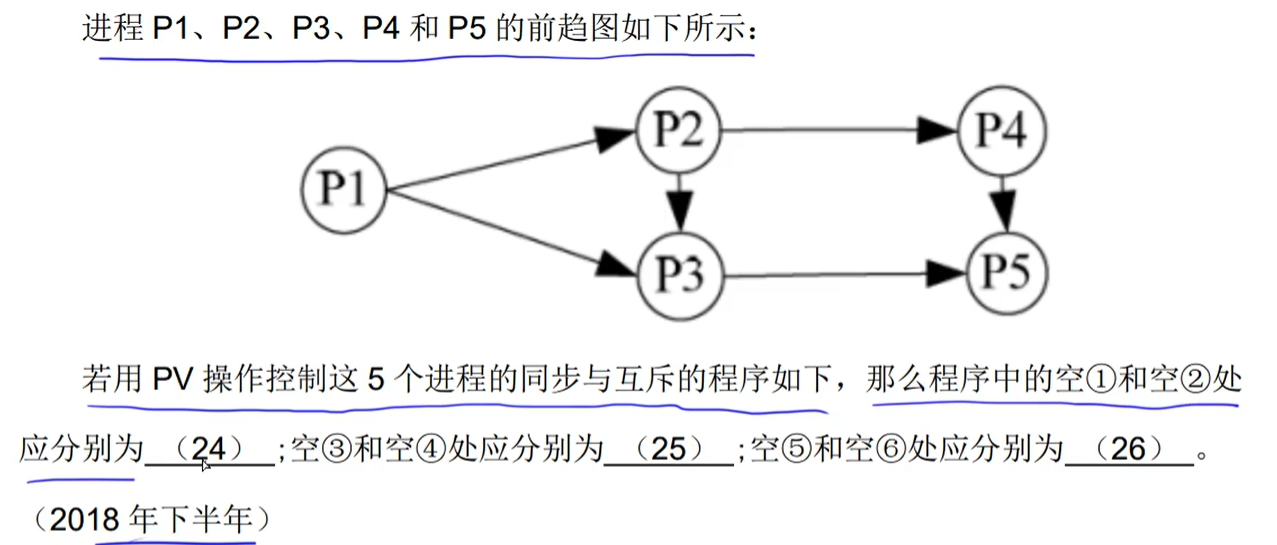 进程 P1、P2、P3、P4 和 P5 的前趋图如下所示：
P1
P2
P4
P3
P5
若用 PV 操作控制这 5 个进程的同步与互斥的程序如下，那么程序中的空①和空②处
应分别为（24）;空③和空④处应分别为（25）;空⑤和空⑥处应分别为（26）。
（2018 年下半年）